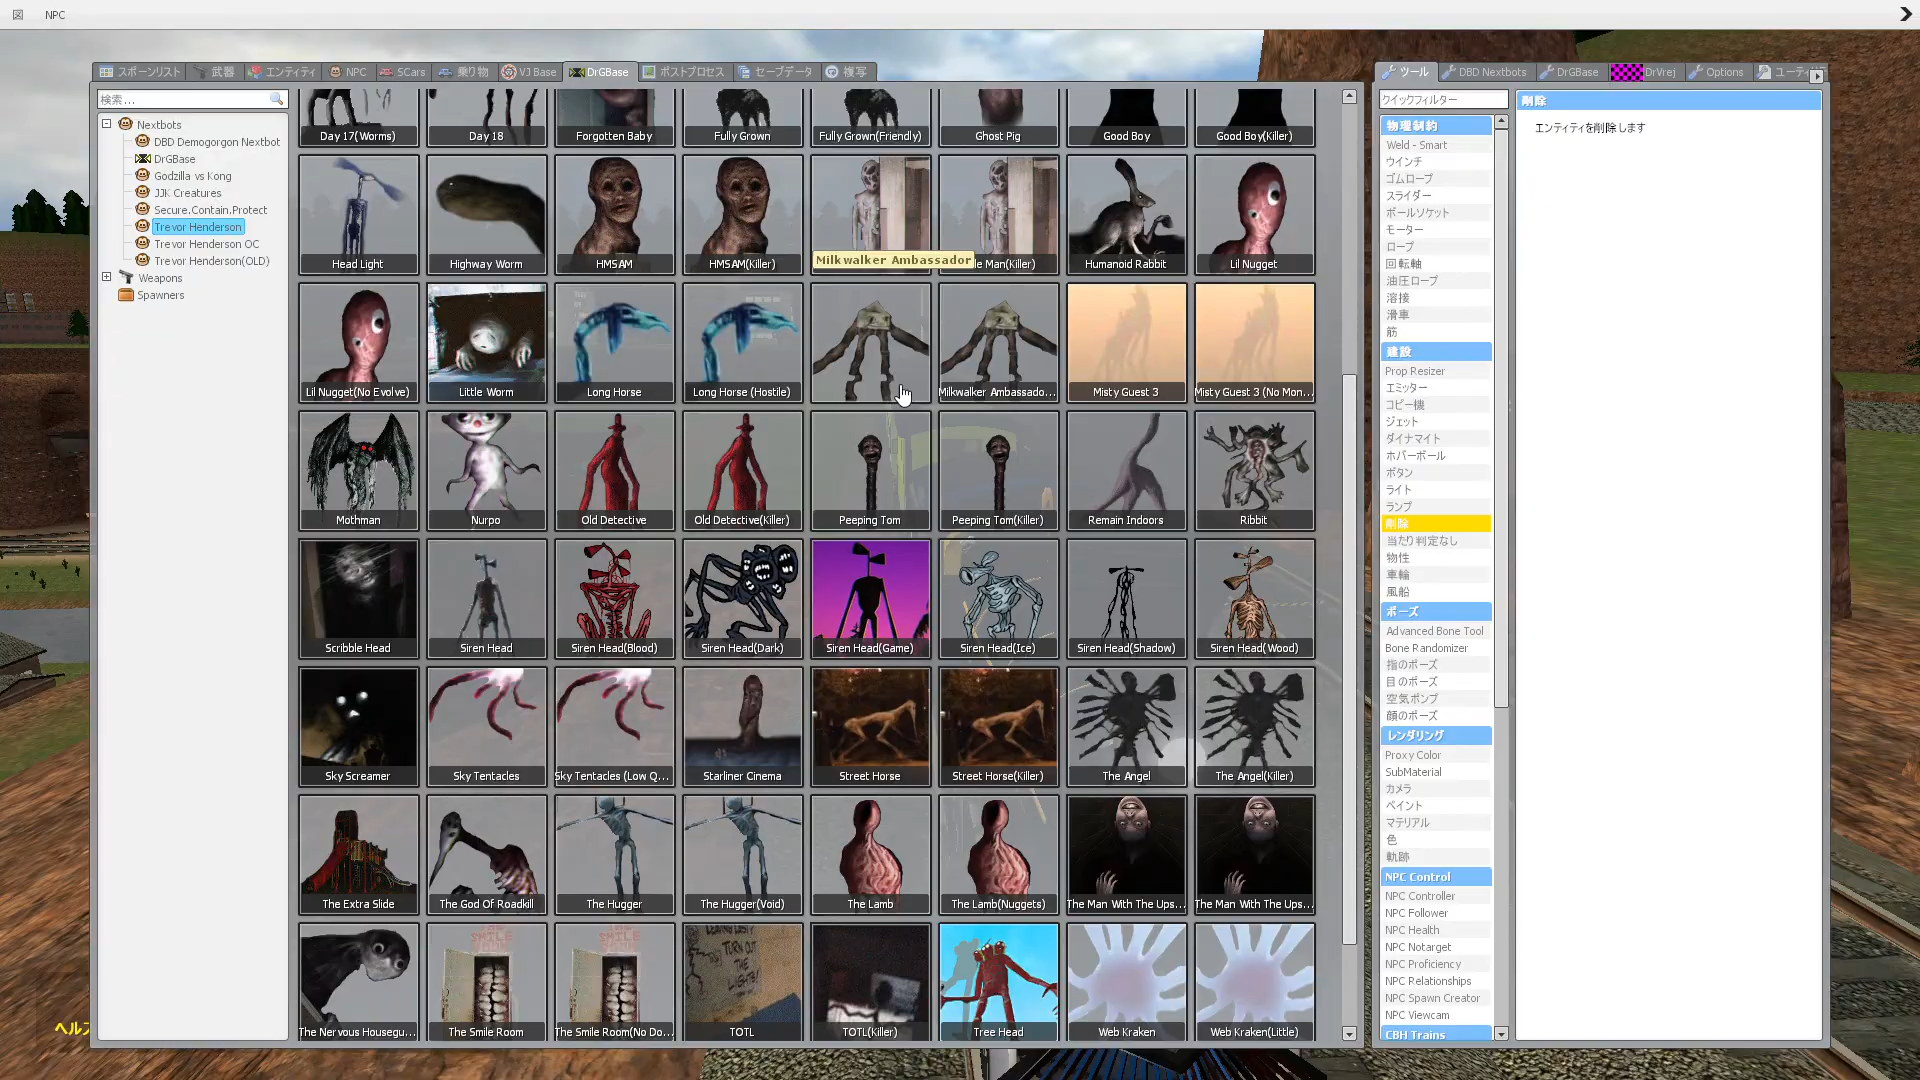 図 NPC
スポーンリスト 武器 エンティティ NPC SCars 乗り物 VJ Base DrGBase ポストプロセス セーブデータ 複写
検索...
Nextbots
DBD Demogorgon Nextbot
DrGBase
Godzilla vs Kong
JJK Creatures
Secure.Contain.Protect
Trevor Henderson
Trevor Henderson OC
Trevor Henderson(OLD)
Weapons
Spawners
Day 17(Worms) Day 18 Forgotten Baby Fully Grown Fully Grown(Friendly) Ghost Pig Good Boy Good Boy(Killer)
Head Light Highway Worm HMSAM HMSAM(Killer) le Man(Killer) Humanoid Rabbit Lil Nugget
Milkwalker Ambassador
Lil Nugget(No Evolve) Little Worm Long Horse Long Horse (Hostile) Milkwalker Ambassado... Misty Guest 3 Misty Guest 3 (No Mon...
Mothman Nurpo Old Detective Old Detective(Killer) Peeping Tom Peeping Tom(Killer) Remain Indoors Ribbit
Scribble Head Siren Head Siren Head(Blood) Siren Head(Dark) Siren Head(Game) Siren Head(Ice) Siren Head(Shadow) Siren Head(Wood)
Sky Screamer Sky Tentacles Sky Tentacles (Low Q... Starliner Cinema Street Horse Street Horse(Killer) The Angel The Angel(Killer)
The Extra Slide The God Of Roadkill The Hugger The Hugger(Void) The Lamb The Lamb(Nuggets) The Man With The Ups... The Man With The Ups...
THE SMILE ROOM THE SMILE ROOM TURN OUT THE LIGHTS!
The Nervous Housegu... The Smile Room The Smile Room(No Do... TOTL TOTL(Killer) Tree Head Web Kraken Web Kraken(Little)
ヘルス
ツール DBD Nextbots DrGBase DrVrej Options ユーティ
クイックフィルター
物理制約
Weld - Smart
ウインチ
ゴムロープ
スライダー
ボールソケット
モーター
ロープ
回転軸
油圧ロープ
溶接
滑車
筋
建設
Prop Resizer
エミッター
コピー機
ジェット
ダイナマイト
ホバーボール
ボタン
ライト
ランプ
削除
当たり判定なし
物性
車輪
風船
ポーズ
Advanced Bone Tool
Bone Randomizer
指のポーズ
目のポーズ
空気ポンプ
顔のポーズ
レンダリング
Proxy Color
SubMaterial
カメラ
ペイント
マテリアル
色
軌跡
NPC Control
NPC Controller
NPC Follower
NPC Health
NPC Notarget
NPC Proficiency
NPC Relationships
NPC Spawn Creator
NPC Viewcam
CBH Trains
削除
エンティティを削除します